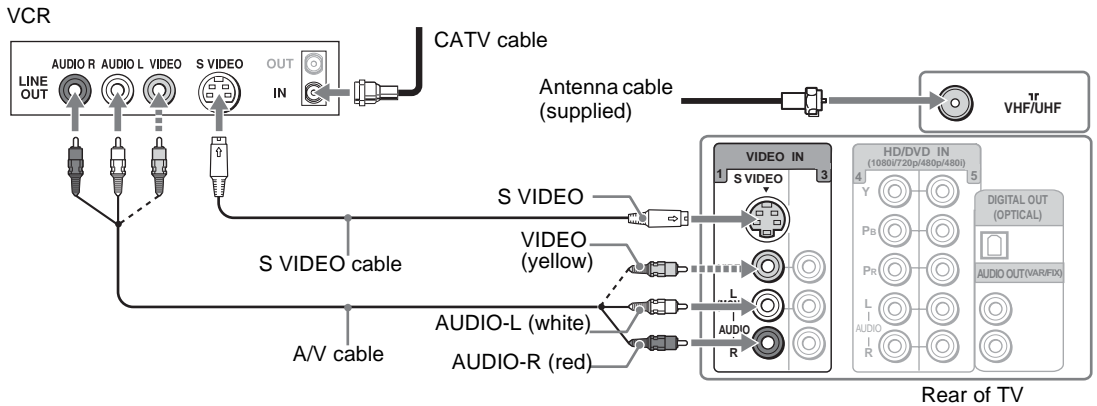 VCR
CATV cable
AUDIO R AUDIO L VIDEO S VIDEO OUT
LINE OUT
IN
Antenna cable
(supplied)
VHF/UHF
VIDEO IN
1 3
S VIDEO
HD/DVD IN
(1080i/720p/480p/480i)
4 5
Y
PB
PR
L
AUDIO
R
DIGITAL OUT
(OPTICAL)
AUDIO OUT(VAR/FIX)
L
AUDIO
R
S VIDEO
VIDEO
(yellow)
S VIDEO cable
AUDIO-L (white)
A/V cable
AUDIO-R (red)
Rear of TV